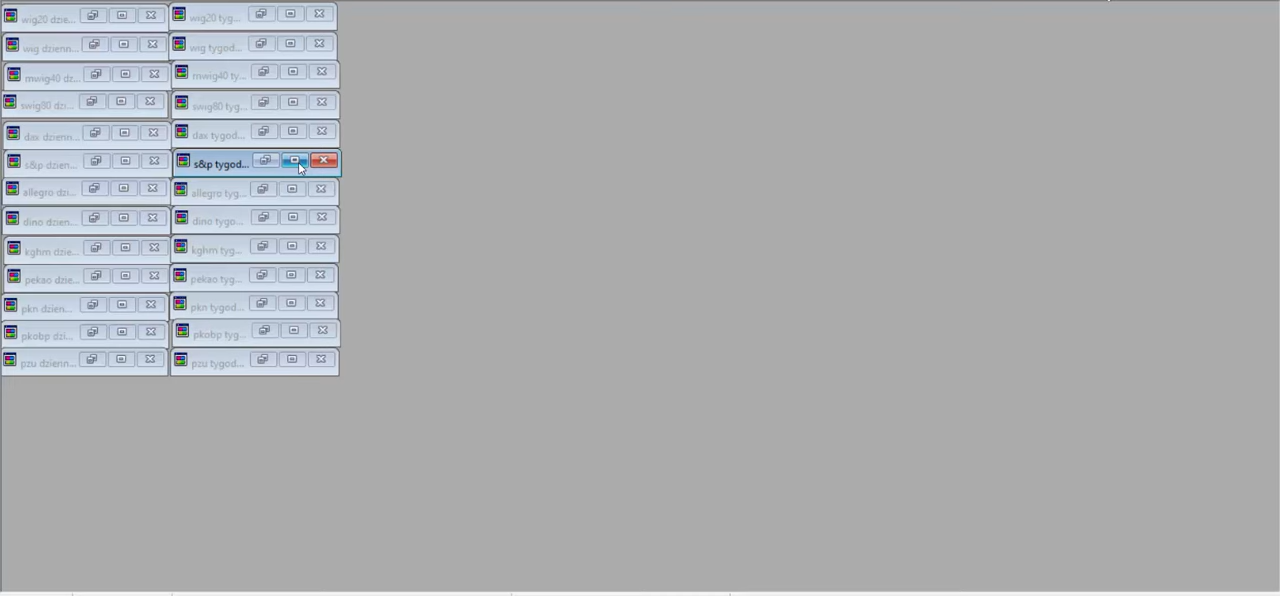 wig20 dzie...
wig20 tyg...
wig dzienn...
wig tygod...
mwig40 dz...
mwig40 ty...
swig80 dzi...
swig80 tyg...
dax dzienn...
dax tygod...
s&p dzien...
s&p tygod...
allegro dzi...
allegro tyg...
dino dzien...
dino tygo...
kghm dzie...
kghm tyg...
pekao dzie...
pekao tyg...
pkn dzien...
pkn tygod...
pkobp dzi...
pkobp tyg...
pzu dzienn...
pzu tygod...